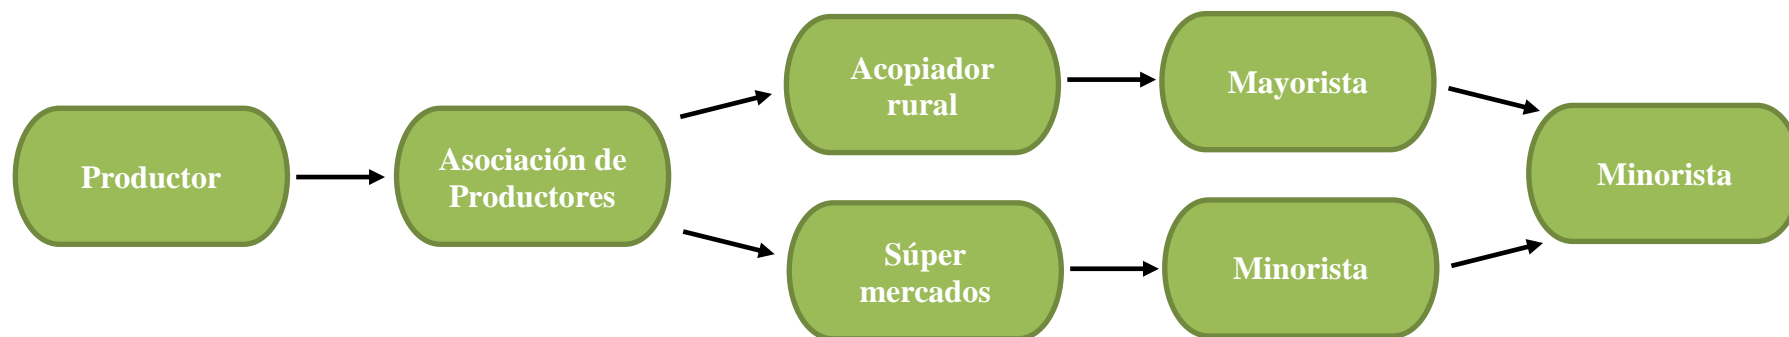 Productor
Asociación de
Productores
Acopiador
rural
Mayorista
Súper
mercados
Minorista
Minorista